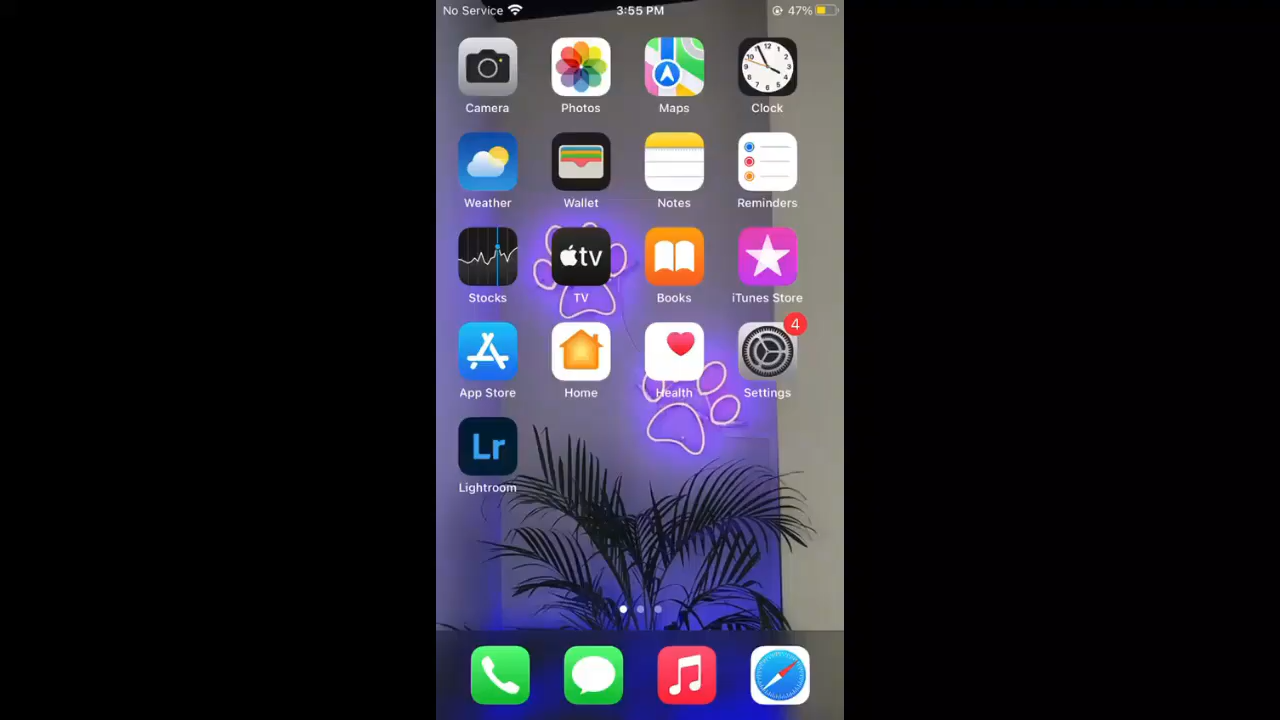 No Service 3:55 PM 47%
Camera Photos Maps Clock
Weather Wallet Notes Reminders
tv
Stocks TV Books iTunes Store
4
App Store Home Health Settings
Lr
Lightroom